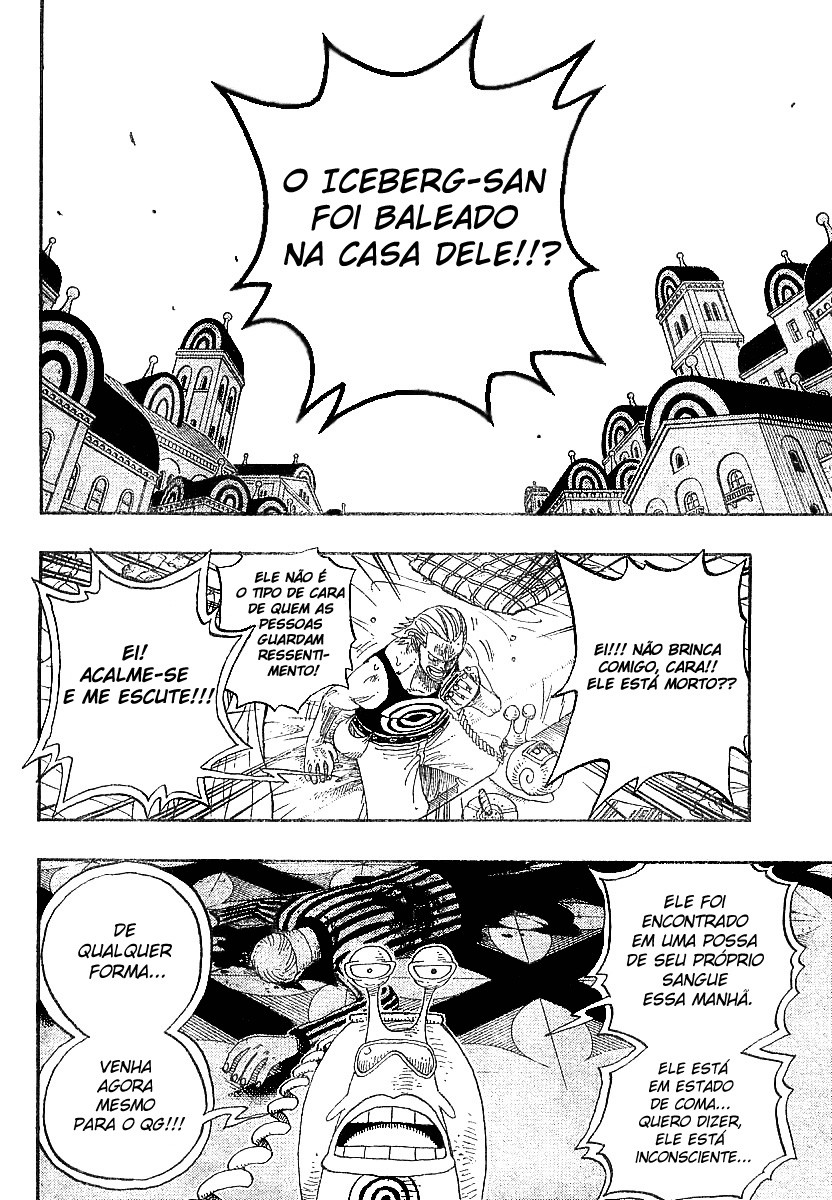 O ICEBERG-SAN
FOI BALEADO
NA CASA DELE!!?
EI!!! NÃO BRINCA
COMIGO, CARA!!
ELE ESTÁ MORTO??
ELE NÃO É
O TIPO DE CARA
DE QUEM AS
PESSOAS
GUARDAM
RESSENTI-
MENTO!
EI!
ACALME-SE
E ME ESCUTE!!!
ELE FOI
ENCONTRADO
EM UMA POSSA
DE SEU PRÓPRIO
SANGUE
ESSA MANHÃ.
ELE ESTÁ
EM ESTADO
DE COMA...
QUERO DIZER,
ELE ESTÁ
INCONSCIENTE...
DE
QUALQUER
FORMA...
VENHA
AGORA
MESMO
PARA O QG!!!